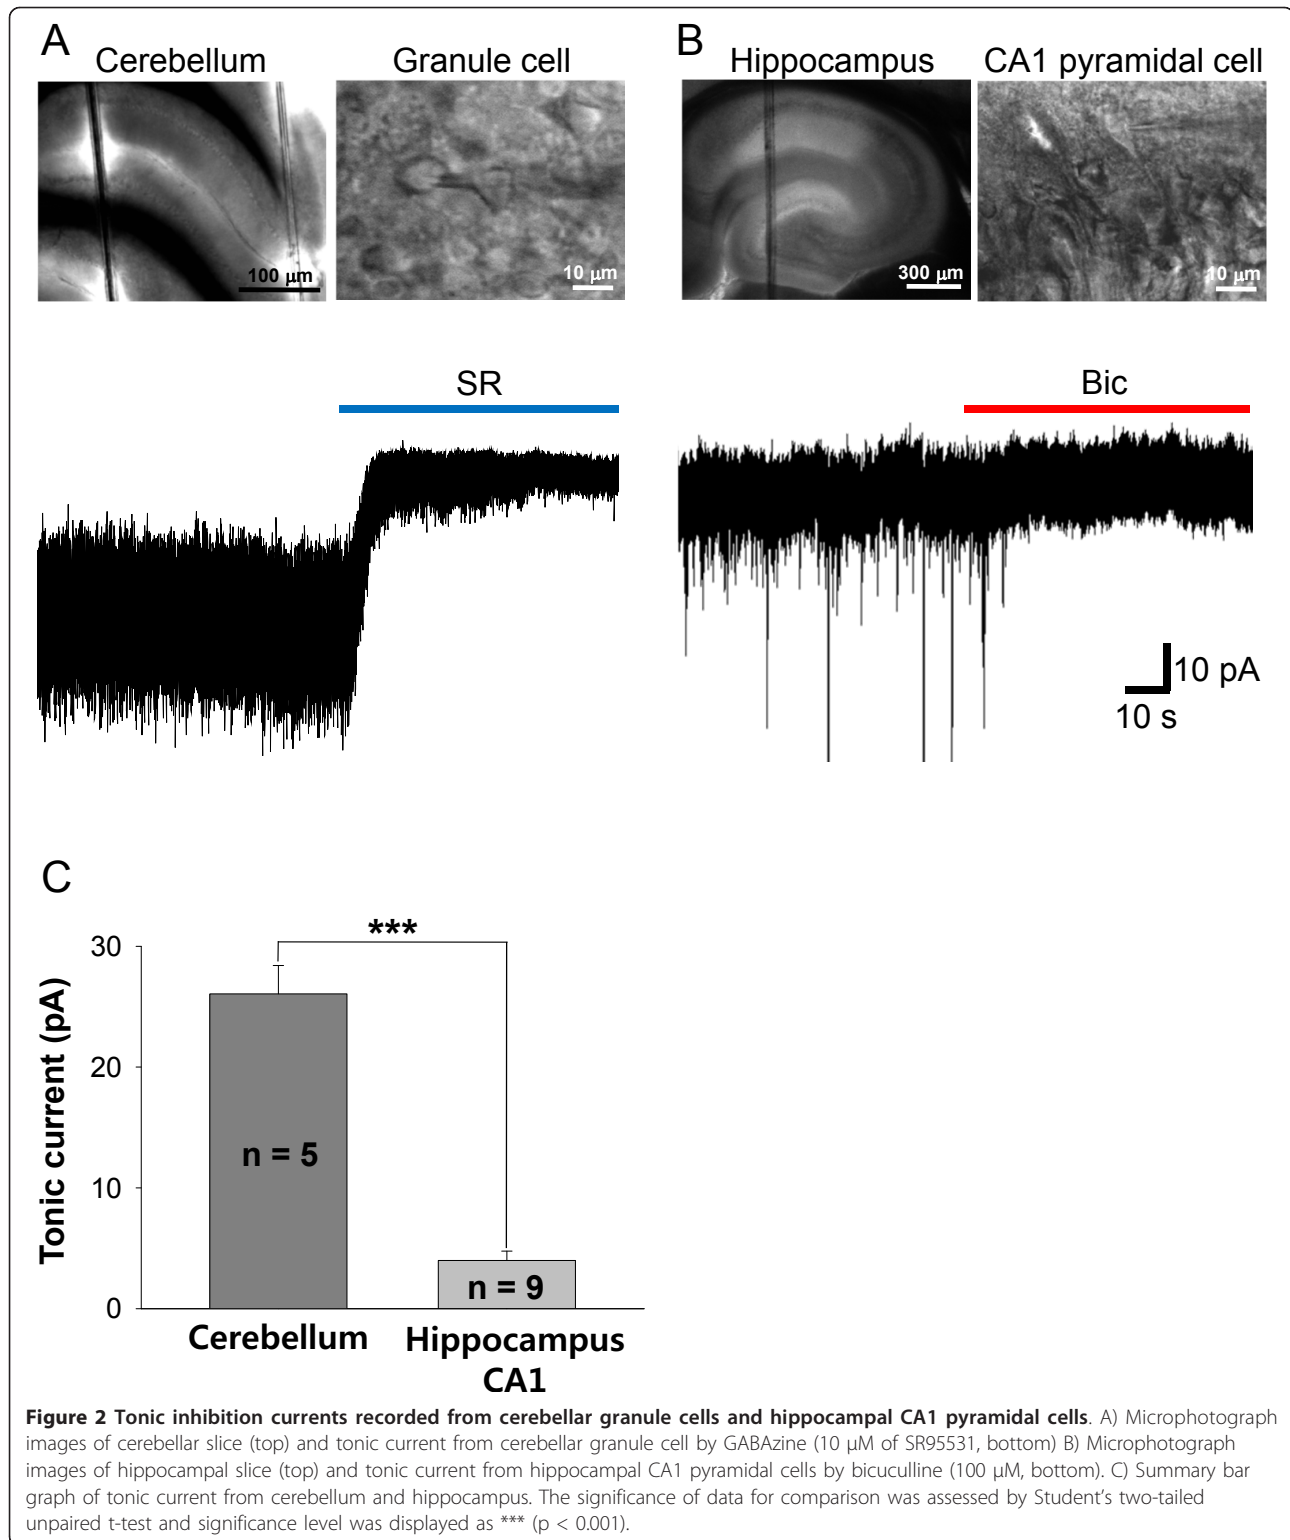 A
Cerebellum
Granule cell
100 µm
10 µm
B
Hippocampus
CA1 pyramidal cell
300 µm
10 µm
SR
Bic
10 pA
10 s
C
***
Tonic current (pA)
30
20
10
0
n = 5
n = 9
Cerebellum
Hippocampus
CA1
Figure 2 Tonic inhibition currents recorded from cerebellar granule cells and hippocampal CA1 pyramidal cells. A) Microphotograph
images of cerebellar slice (top) and tonic current from cerebellar granule cell by GABAzine (10 µM of SR95531, bottom) B) Microphotograph
images of hippocampal slice (top) and tonic current from hippocampal CA1 pyramidal cells by bicuculline (100 µM, bottom). C) Summary bar
graph of tonic current from cerebellum and hippocampus. The significance of data for comparison was assessed by Student's two-tailed
unpaired t-test and significance level was displayed as *** (p < 0.001).